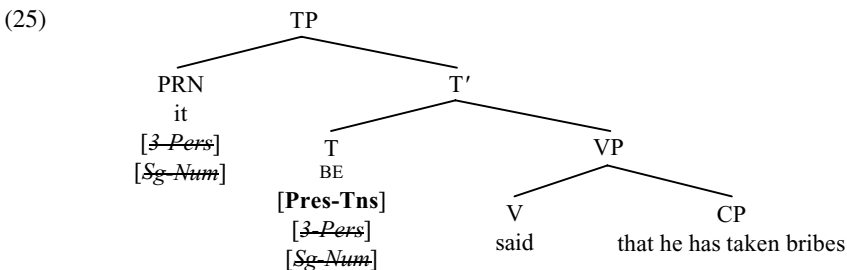 (25) TP
PRN T′
it
[3-Pers] T VP
[Sg-Num] BE
[Pres-Tns] V CP
[3-Pers] said that he has taken bribes
[Sg-Num]